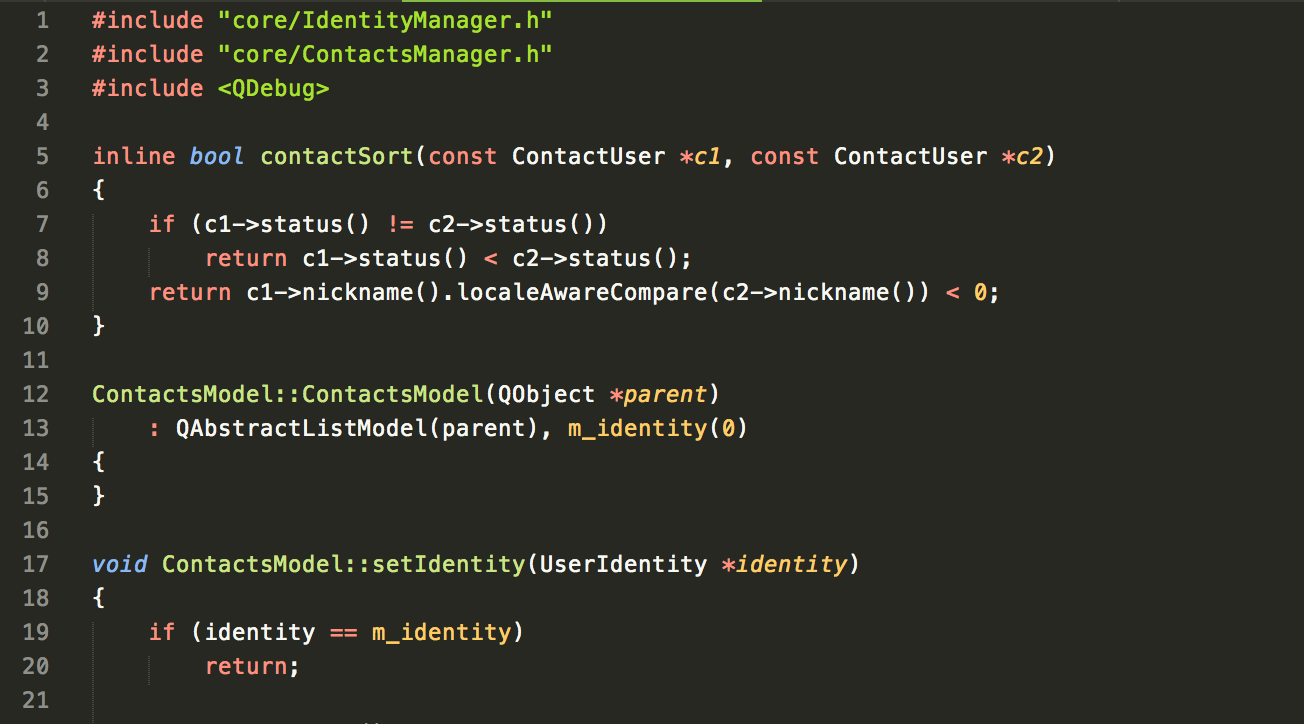 1 #include "core/IdentityManager.h"
2 #include "core/ContactsManager.h"
3 #include <QDebug>
4
5 inline bool contactSort(const ContactUser *c1, const ContactUser *c2)
6 {
7     if (c1->status() != c2->status())
8         return c1->status() < c2->status();
9     return c1->nickname().localeAwareCompare(c2->nickname()) < 0;
10 }
11
12 ContactsModel::ContactsModel(QObject *parent)
13     : QAbstractListModel(parent), m_identity(0)
14 {
15 }
16
17 void ContactsModel::setIdentity(UserIdentity *identity)
18 {
19     if (identity == m_identity)
20         return;
21